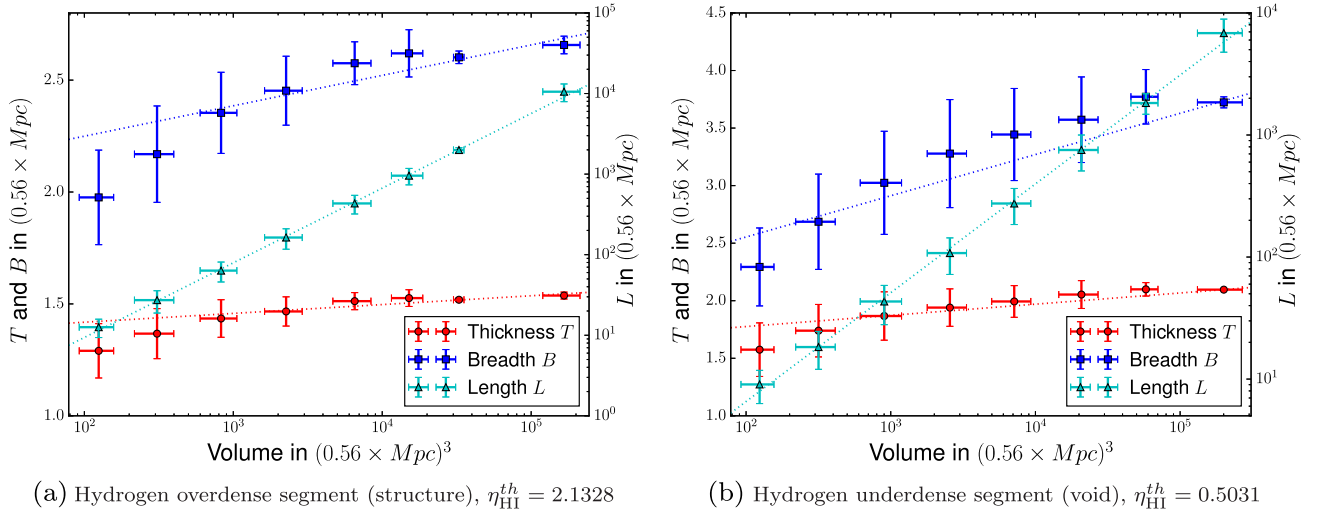 T and B in (0.56 × Mpc)
3.0
2.5
2.0
1.5
1.0
10^5
10^4
10^3
10^2
10^1
10^0
L in (0.56 × Mpc)
Thickness T
Breadth B
Length L
10^2 10^3 10^4 10^5
Volume in (0.56 × Mpc)^3
(a) Hydrogen overdense segment (structure), η_HI^th = 2.1328
T and B in (0.56 × Mpc)
4.5
4.0
3.5
3.0
2.5
2.0
1.5
1.0
10^4
10^3
10^2
10^1
L in (0.56 × Mpc)
Thickness T
Breadth B
Length L
10^2 10^3 10^4 10^5
Volume in (0.56 × Mpc)^3
(b) Hydrogen underdense segment (void), η_HI^th = 0.5031